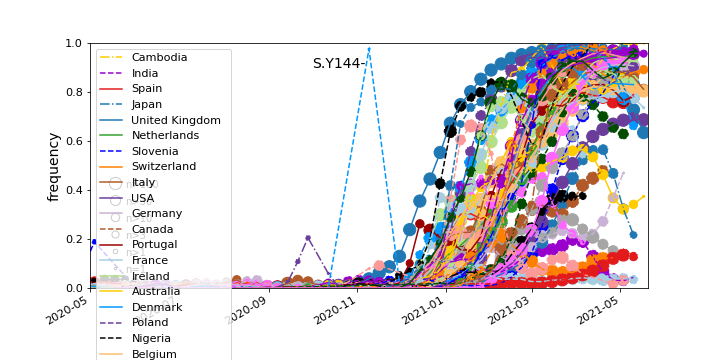 1.0
0.8
0.6
0.4
0.2
0.0
frequency
S.Y144-
Cambodia
India
Spain
Japan
United Kingdom
Netherlands
Slovenia
Switzerland
Italy
USA
Germany
Canada
Portugal
France
Ireland
Australia
Denmark
Poland
Nigeria
Belgium
2020-05
2020-09
2020-11
2021-01
2021-03
2021-05